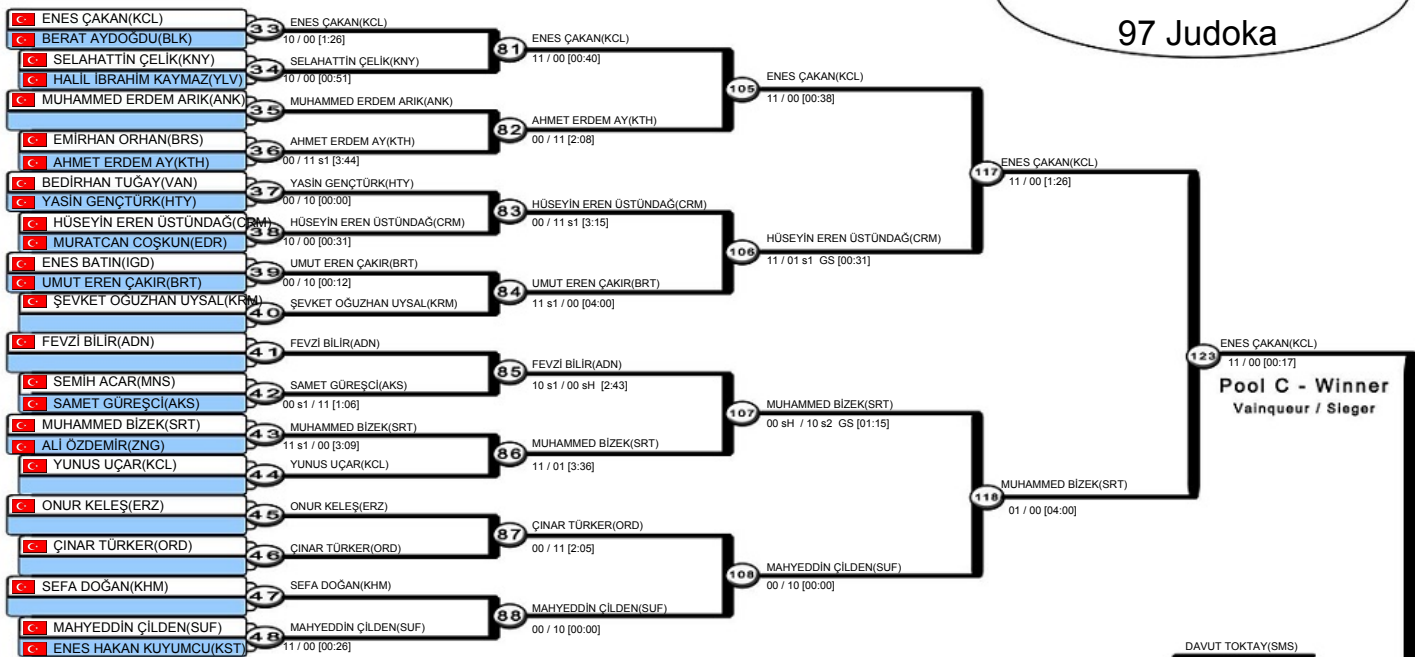 97 Judoka
ENES ÇAKAN(KCL)
BERAT AYDOĞDU(BLK)
SELAHATTİN ÇELİK(KNY)
HALİL İBRAHİM KAYMAZ(YLV)
MUHAMMED ERDEM ARIK(ANK)
EMİRHAN ORHAN(BRS)
AHMET ERDEM AY(KTH)
BEDİRHAN TUĞAY(VAN)
YASİN GENÇTÜRK(HTY)
HÜSEYİN EREN ÜSTÜNDAĞ(CRM)
MURATCAN COŞKUN(EDR)
ENES BATIN(IGD)
UMUT EREN ÇAKIR(BRT)
ŞEVKET OĞUZHAN UYSAL(KRM)
FEVZİ BİLİR(ADN)
SEMİH ACAR(MNS)
SAMET GÜREŞCİ(AKS)
MUHAMMED BİZEK(SRT)
ALİ ÖZDEMİR(ZNG)
YUNUS UÇAR(KCL)
ONUR KELEŞ(ERZ)
ÇINAR TÜRKER(ORD)
SEFA DOĞAN(KHM)
MAHYEDDİN ÇİLDEN(SUF)
ENES HAKAN KUYUMCU(KST)
33
ENES ÇAKAN(KCL)
10 / 00 [1:26]
34
SELAHATTİN ÇELİK(KNY)
10 / 00 [00:51]
35
MUHAMMED ERDEM ARIK(ANK)
36
AHMET ERDEM AY(KTH)
00 / 11 s1 [3:44]
37
YASİN GENÇTÜRK(HTY)
00 / 10 [00:00]
38
HÜSEYİN EREN ÜSTÜNDAĞ(CRM)
10 / 00 [00:31]
39
UMUT EREN ÇAKIR(BRT)
00 / 10 [00:12]
40
ŞEVKET OĞUZHAN UYSAL(KRM)
41
FEVZİ BİLİR(ADN)
42
SAMET GÜREŞCİ(AKS)
00 s1 / 11 [1:06]
43
MUHAMMED BİZEK(SRT)
11 s1 / 00 [3:09]
44
YUNUS UÇAR(KCL)
45
ONUR KELEŞ(ERZ)
46
ÇINAR TÜRKER(ORD)
47
SEFA DOĞAN(KHM)
48
MAHYEDDİN ÇİLDEN(SUF)
11 / 00 [00:26]
81
ENES ÇAKAN(KCL)
11 / 00 [00:40]
82
AHMET ERDEM AY(KTH)
00 / 11 [2:08]
83
HÜSEYİN EREN ÜSTÜNDAĞ(CRM)
00 / 11 s1 [3:15]
84
UMUT EREN ÇAKIR(BRT)
11 s1 / 00 [04:00]
85
FEVZİ BİLİR(ADN)
10 s1 / 00 sH [2:43]
86
MUHAMMED BİZEK(SRT)
11 / 01 [3:36]
87
ÇINAR TÜRKER(ORD)
00 / 11 [2:05]
88
MAHYEDDİN ÇİLDEN(SUF)
00 / 10 [00:00]
105
ENES ÇAKAN(KCL)
11 / 00 [00:38]
106
HÜSEYİN EREN ÜSTÜNDAĞ(CRM)
11 / 01 s1 GS [00:31]
107
MUHAMMED BİZEK(SRT)
00 sH / 10 s2 GS [01:15]
108
MAHYEDDİN ÇİLDEN(SUF)
00 / 10 [00:00]
117
ENES ÇAKAN(KCL)
11 / 00 [1:26]
118
MUHAMMED BİZEK(SRT)
01 / 00 [04:00]
123
ENES ÇAKAN(KCL)
11 / 00 [00:17]
Pool C - Winner
Vainqueur / Sieger
DAVUT TOKTAY(SMS)